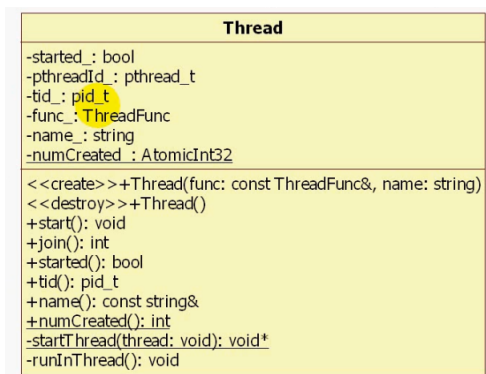 Thread
-started_: bool
-pthreadId_: pthread_t
-tid_: pid_t
-func_: ThreadFunc
-name_: string
-numCreated_: AtomicInt32
<<create>>+Thread(func: const ThreadFunc&, name: string)
<<destroy>>+Thread()
+start(): void
+join(): int
+started(): bool
+tid(): pid_t
+name(): const string&
+numCreated(): int
-startThread(thread: void): void*
-runInThread(): void